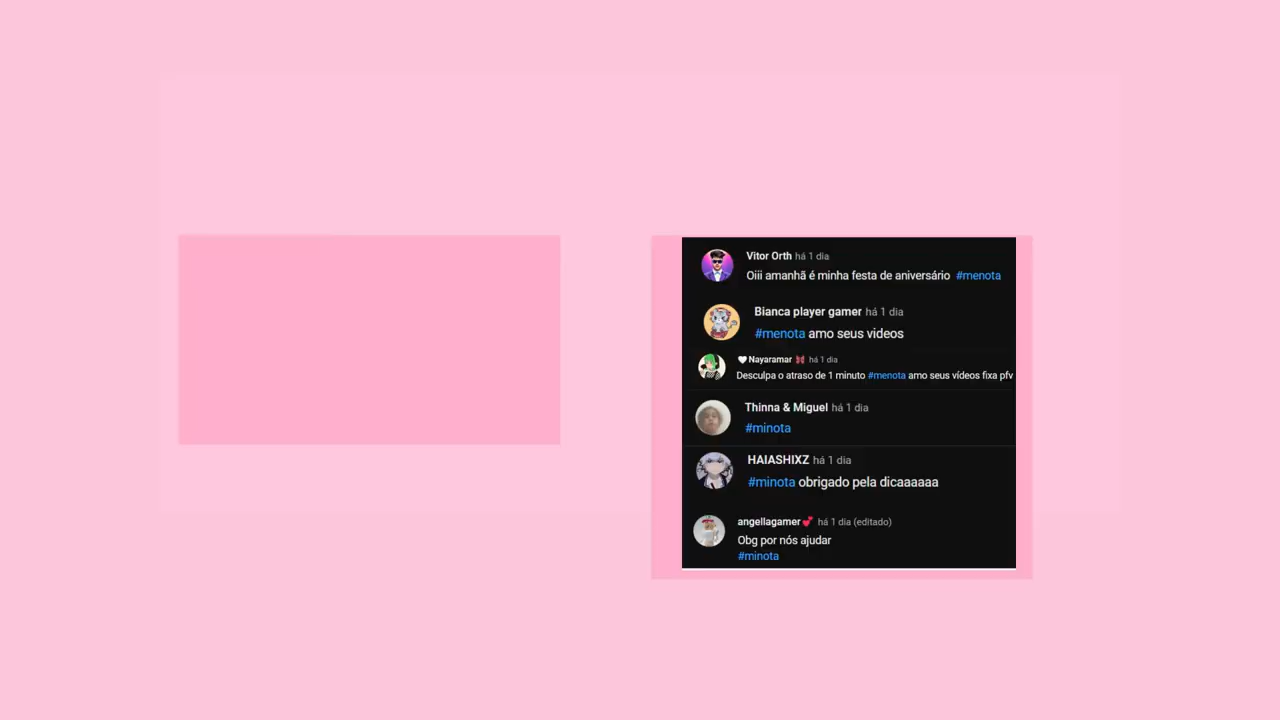 Vitor Orth há 1 dia
Oiii amanhã é minha festa de aniversário #menota
Bianca player gamer há 1 dia
#menota amo seus videos
🤍Nayaramar 🎀 há 1 dia
Desculpa o atraso de 1 minuto #menota amo seus vídeos fixa pfv
Thinna & Miguel há 1 dia
#minota
HAIASHIXZ há 1 dia
#minota obrigado pela dicaaaaaa
angellagamer💕 há 1 dia (editado)
Obg por nós ajudar
#minota